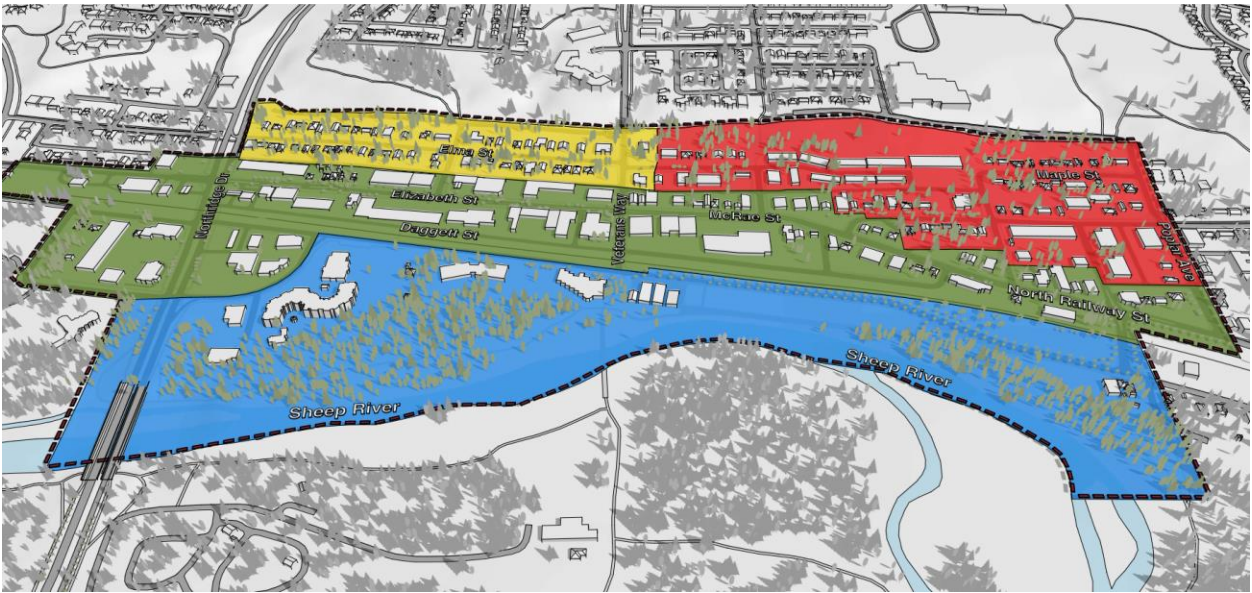 Elma St
Maple St
Northridge Dr
Elizabeth St
Veterans Way
McRae St
Daggett St
Poplar Ave
North Railway St
Sheep River
Sheep River